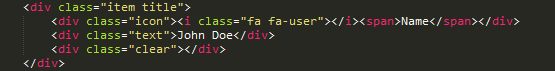 <div class="item title">
<div class="icon"><i class="fa fa-user"></i><span>Name</span></div>
<div class="text">John Doe</div>
<div class="clear"></div>
</div>